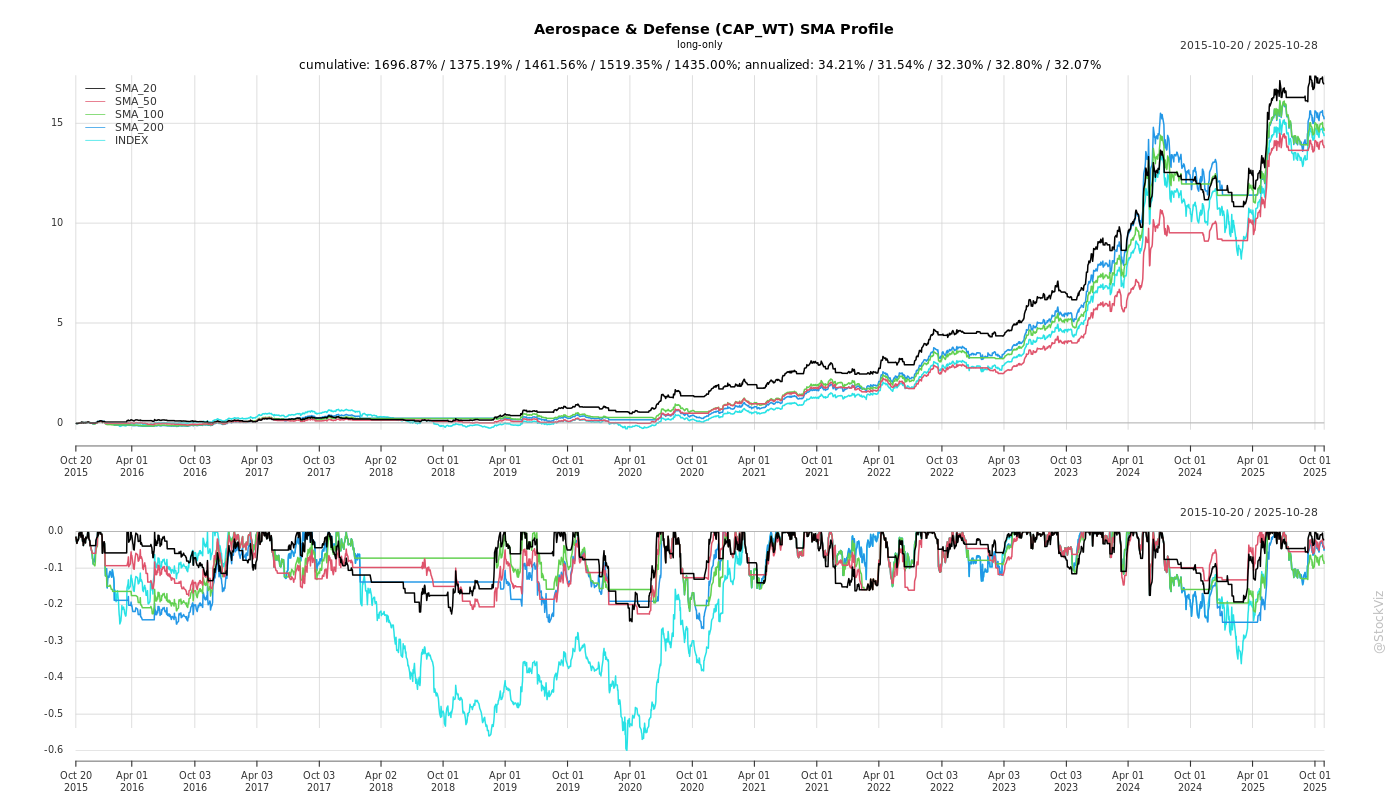 Aerospace & Defense (CAP_WT) SMA Profile
long-only
2015-10-20 / 2025-10-28
cumulative: 1696.87% / 1375.19% / 1461.56% / 1519.35% / 1435.00%; annualized: 34.21% / 31.54% / 32.30% / 32.80% / 32.07%
SMA_20
SMA_50
SMA_100
SMA_200
INDEX
15
10
5
0
Oct 20 Apr 01 Oct 03 Apr 03 Oct 03 Apr 02 Oct 01 Apr 01 Oct 01 Apr 01 Oct 01 Apr 01 Oct 01 Apr 01 Oct 03 Apr 03 Oct 03 Apr 01 Oct 01 Apr 01 Oct 01
2015 2016 2016 2017 2017 2018 2018 2019 2019 2020 2020 2021 2021 2022 2022 2023 2023 2024 2024 2025 2025
2015-10-20 / 2025-10-28
0.0
-0.1
-0.2
-0.3
-0.4
-0.5
-0.6
Oct 20 Apr 01 Oct 03 Apr 03 Oct 03 Apr 02 Oct 01 Apr 01 Oct 01 Apr 01 Oct 01 Apr 01 Oct 01 Apr 01 Oct 03 Apr 03 Oct 03 Apr 01 Oct 01 Apr 01 Oct 01
2015 2016 2016 2017 2017 2018 2018 2019 2019 2020 2020 2021 2021 2022 2022 2023 2023 2024 2024 2025 2025
@StockViz